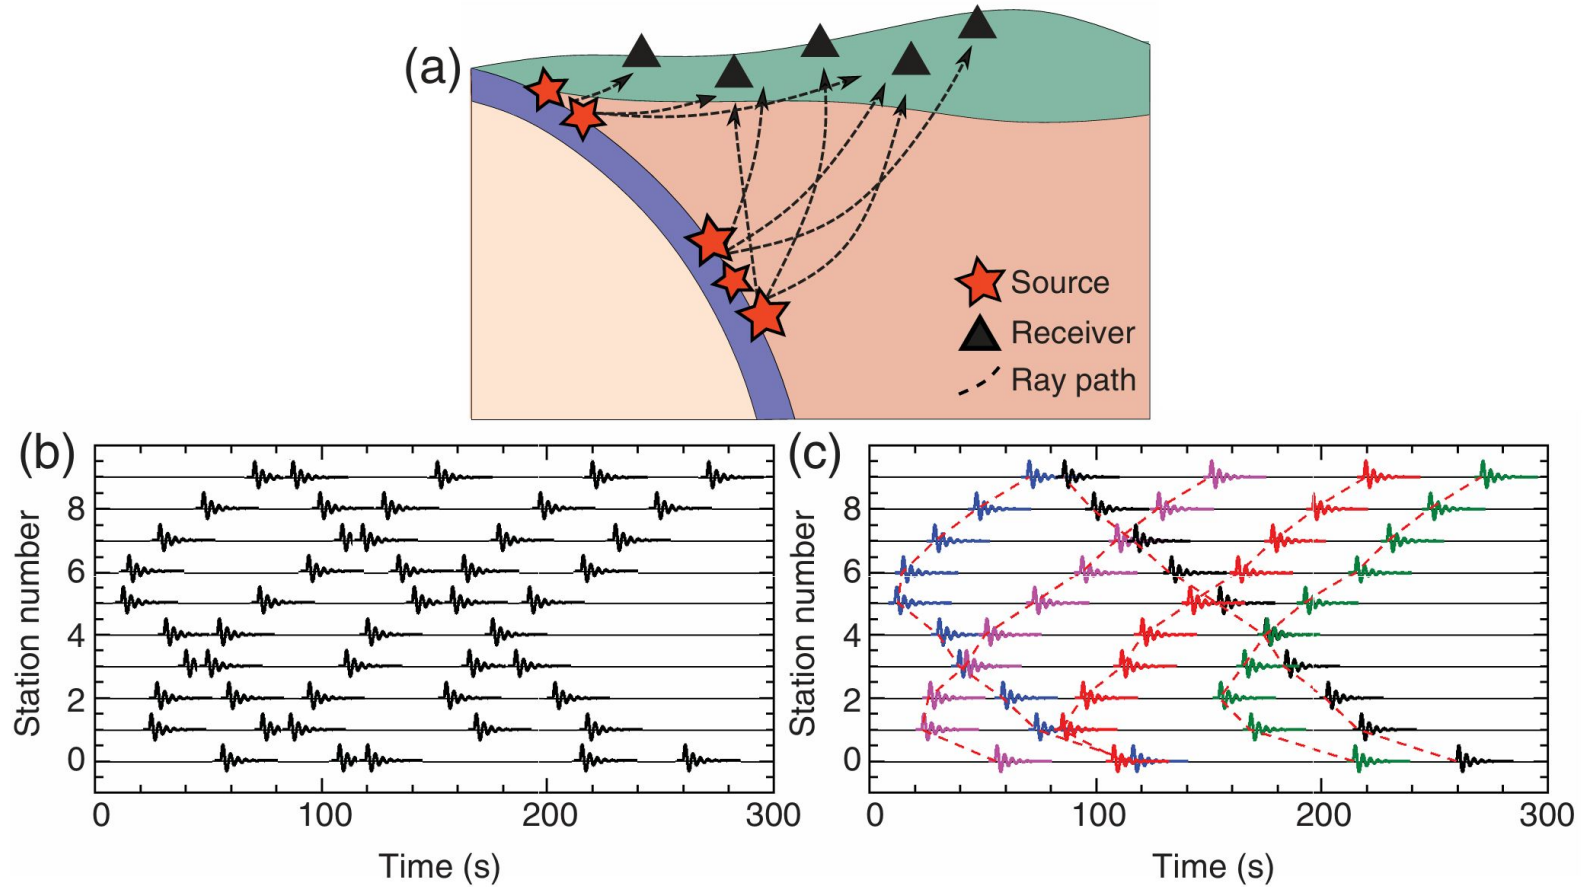 (a)
Source
Receiver
Ray path
(b)
Station number
8
6
4
2
0
0 100 200 300
Time (s)
(c)
Station number
8
6
4
2
0
0 100 200 300
Time (s)